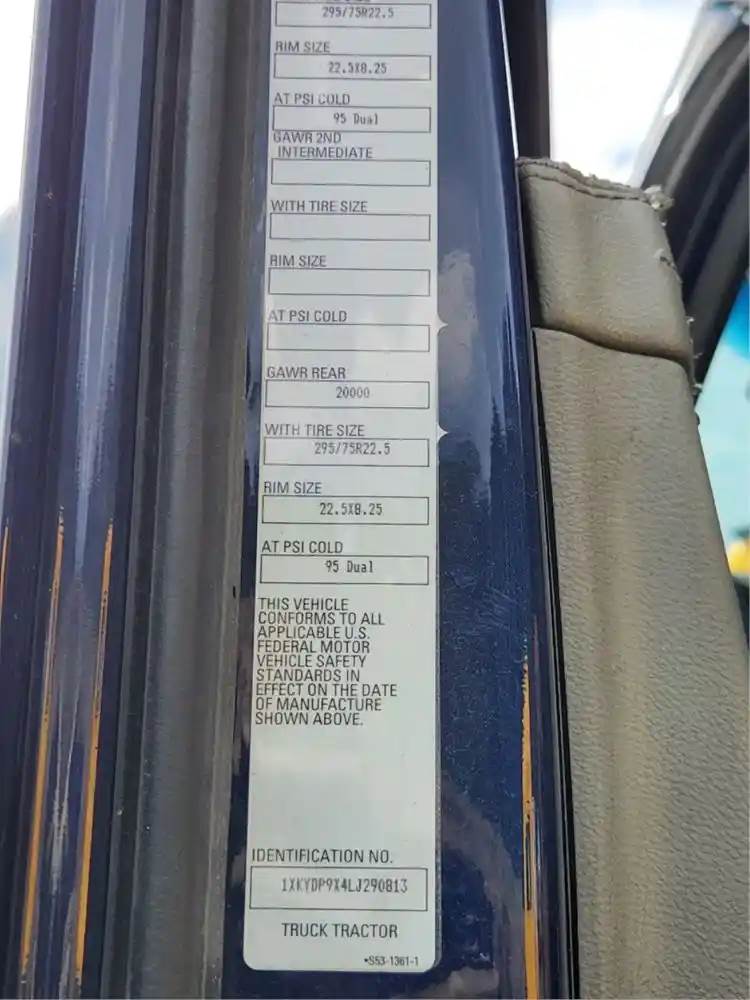 295/75R22.5
RIM SIZE
22.5X8.25
AT PSI COLD
95 Dual
GAWR 2ND
INTERMEDIATE
WITH TIRE SIZE
RIM SIZE
AT PSI COLD
GAWR REAR
20000
WITH TIRE SIZE
295/75R22.5
RIM SIZE
22.5X8.25
AT PSI COLD
95 Dual
THIS VEHICLE
CONFORMS TO ALL
APPLICABLE U.S.
FEDERAL MOTOR
VEHICLE SAFETY
STANDARDS IN
EFFECT ON THE DATE
OF MANUFACTURE
SHOWN ABOVE.
IDENTIFICATION NO.
1XKYDP9X4LJ290813
TRUCK TRACTOR
•S53-1361-1